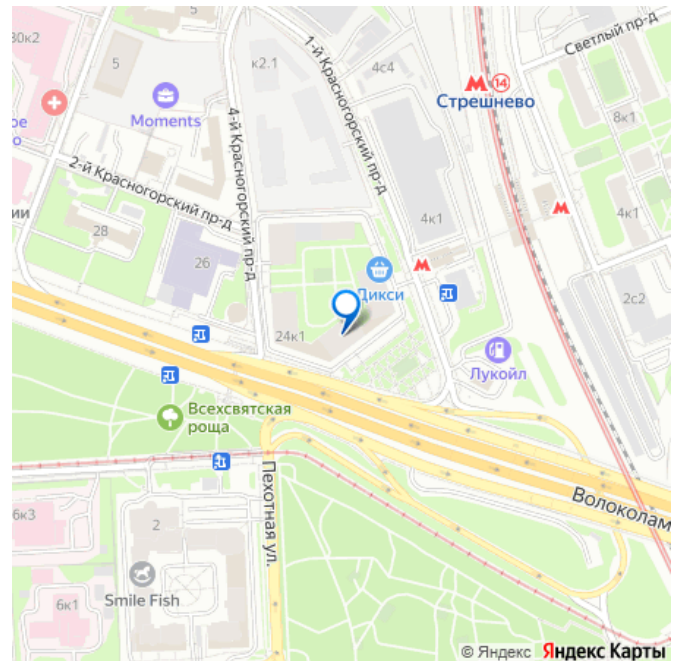 30к2
5
к2.1
4с4
Светлый пр-д
1-й Красногорский пр-д
М 14
Стрешнево
Moments
4-й Красногорский пр-д
8к1
ое
о
2-й Красногорский пр-д
ии
28
26
4к1
М
4к1
М
Дикси
2с2
24к1
Лукойл
Всехсвятская
роща
Пехотная ул.
Волоколам
6к3
2
Smile Fish
6к1
© Яндекс Яндекс Карты